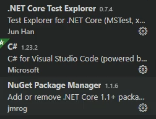 .NET Core Test Explorer 0.7.4
Test Explorer for .NET Core (MSTest, x...
Jun Han
C# 1.23.2
C# for Visual Studio Code (powered b...
Microsoft
NuGet Package Manager 1.1.6
Add or remove .NET Core 1.1+ packa...
jmrog